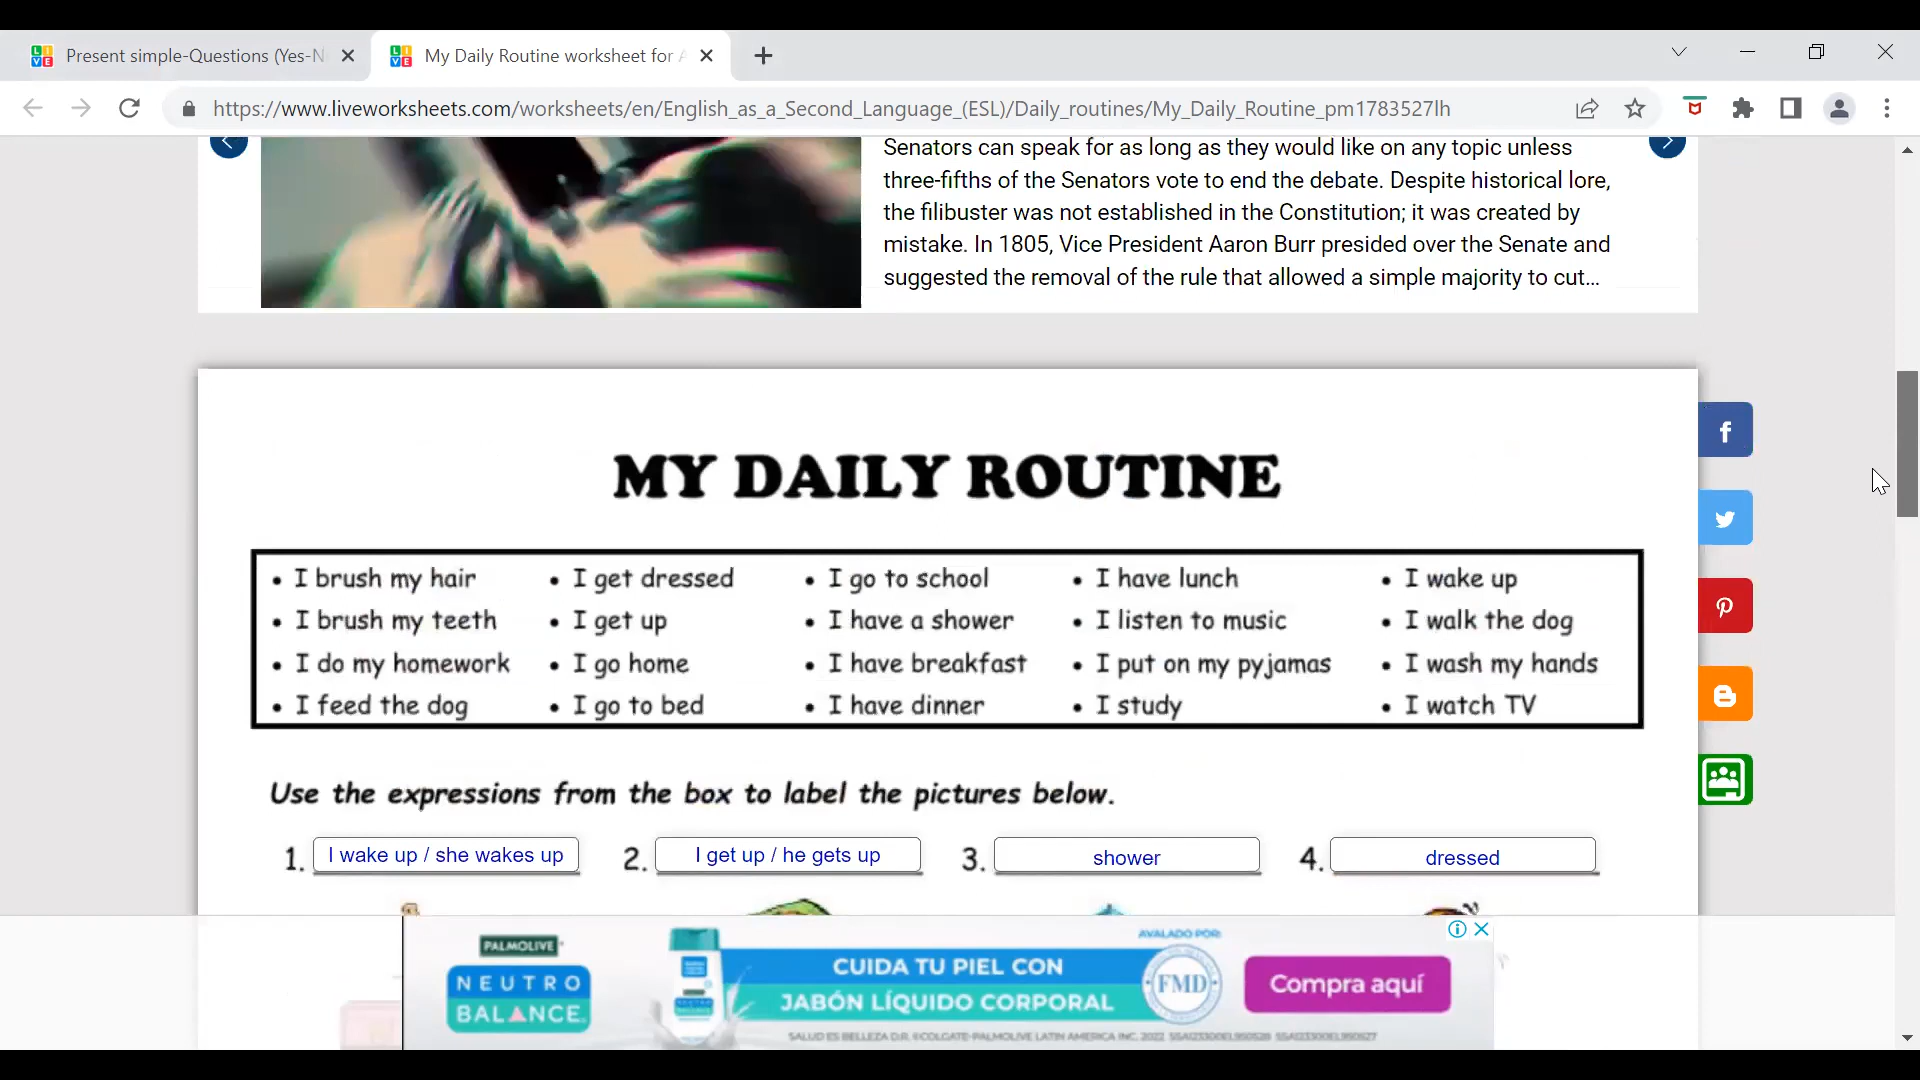 Present simple-Questions (Yes-N
My Daily Routine worksheet for A
https://www.liveworksheets.com/worksheets/en/English_as_a_Second_Language_(ESL)/Daily_routines/My_Daily_Routine_pm1783527lh
Senators can speak for as long as they would like on any topic unless
three-fifths of the Senators vote to end the debate. Despite historical lore,
the filibuster was not established in the Constitution; it was created by
mistake. In 1805, Vice President Aaron Burr presided over the Senate and
suggested the removal of the rule that allowed a simple majority to cut...
MY DAILY ROUTINE
• I brush my hair • I get dressed • I go to school • I have lunch • I wake up
• I brush my teeth • I get up • I have a shower • I listen to music • I walk the dog
• I do my homework • I go home • I have breakfast • I put on my pyjamas • I wash my hands
• I feed the dog • I go to bed • I have dinner • I study • I watch TV
Use the expressions from the box to label the pictures below.
1. I wake up / she wakes up 2. I get up / he gets up 3. shower 4. dressed
PALMOLIVE
NEUTRO
BALANCE
CUIDA TU PIEL CON
JABÓN LÍQUIDO CORPORAL
AVALADO POR:
FMD
Compra aquí
SALUD ES BELLEZA D.R. ©COLGATE-PALMOLIVE LATIN AMERICA INC. 2022